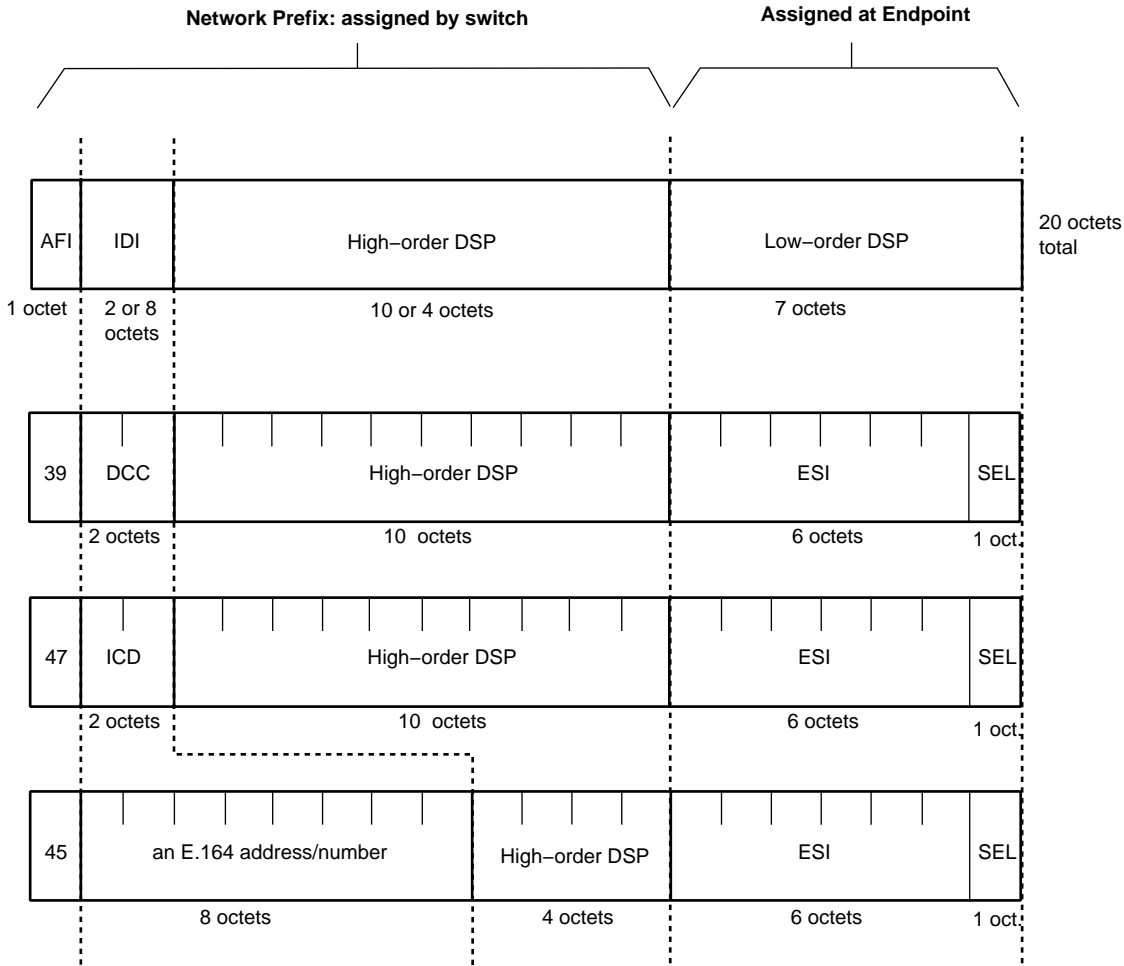 Network Prefix: assigned by switch
Assigned at Endpoint
AFI
IDI
High−order DSP
Low−order DSP
20 octets
total
1 octet
2 or 8
octets
10 or 4 octets
7 octets
39
DCC
High−order DSP
ESI
SEL
2 octets
10 octets
6 octets
1 oct.
47
ICD
High−order DSP
ESI
SEL
2 octets
10 octets
6 octets
1 oct.
45
an E.164 address/number
High−order DSP
ESI
SEL
8 octets
4 octets
6 octets
1 oct.